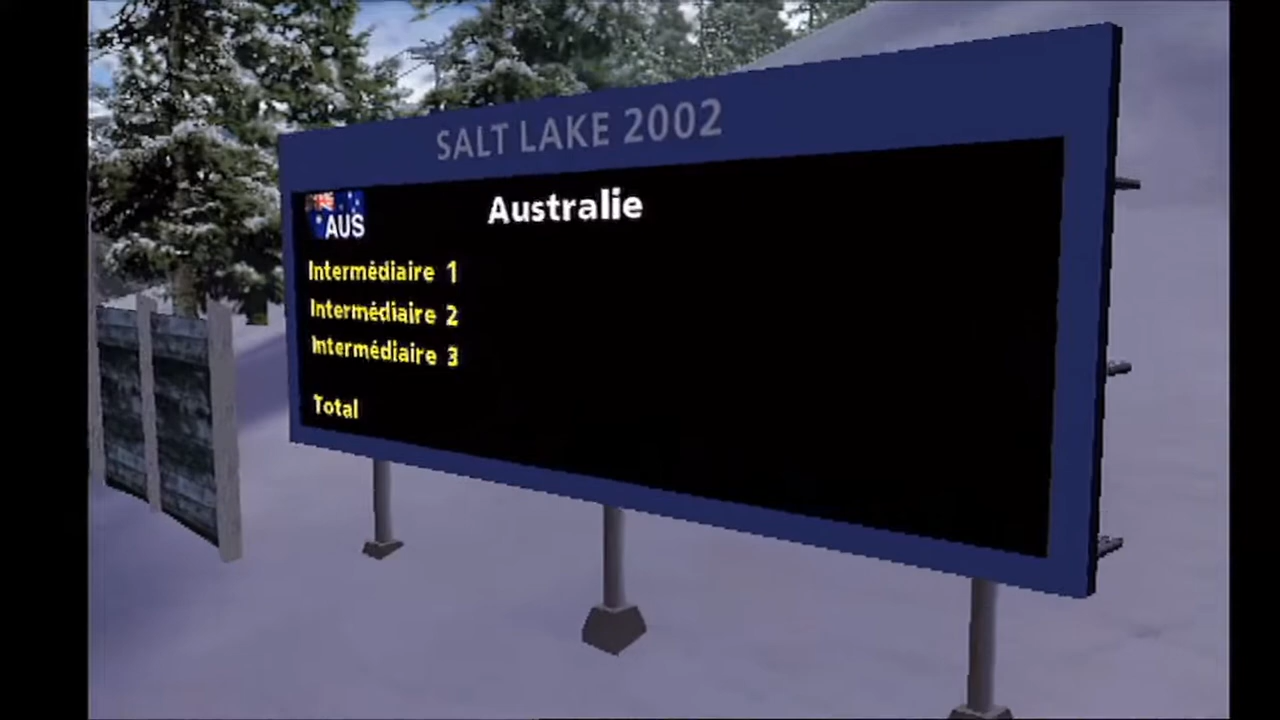 SALT LAKE 2002
AUS
Australie
Intermédiaire 1
Intermédiaire 2
Intermédiaire 3
Total